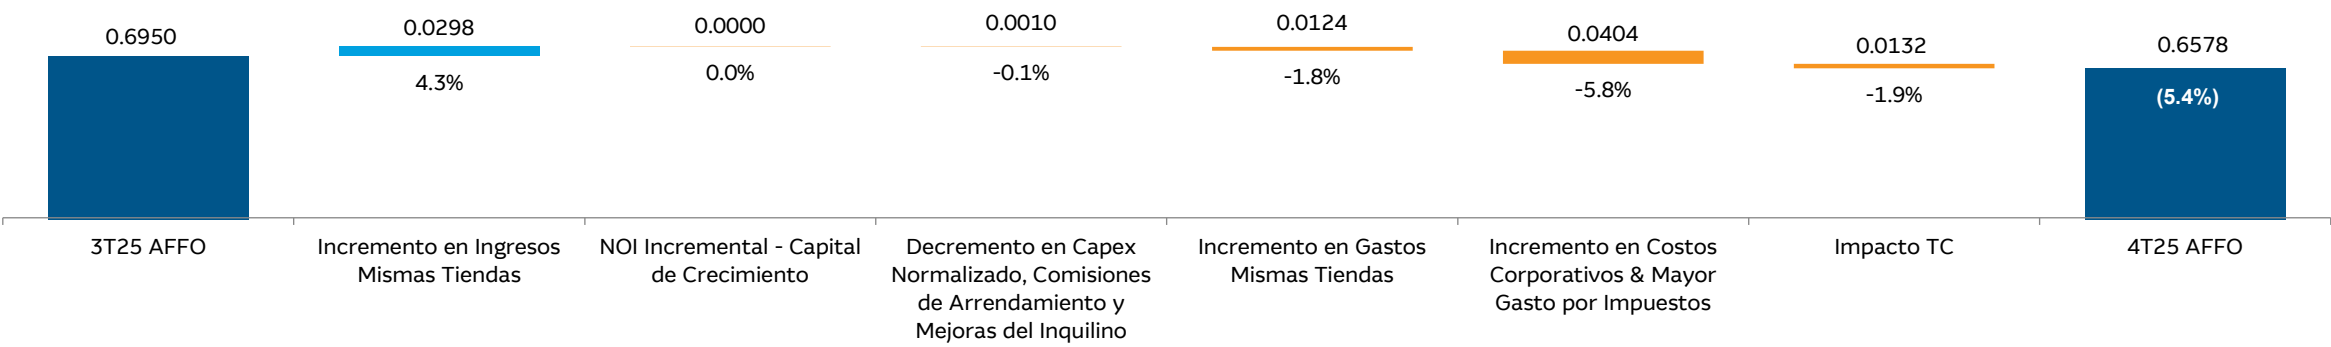 0.6950
0.0298
0.0000
0.0010
0.0124
0.0404
0.0132
0.6578
4.3%
0.0%
-0.1%
-1.8%
-5.8%
-1.9%
(5.4%)
3T25 AFFO
Incremento en Ingresos
Mismas Tiendas
NOI Incremental - Capital
de Crecimiento
Decremento en Capex
Normalizado, Comisiones
de Arrendamiento y
Mejoras del Inquilino
Incremento en Gastos
Mismas Tiendas
Incremento en Costos
Corporativos & Mayor
Gasto por Impuestos
Impacto TC
4T25 AFFO